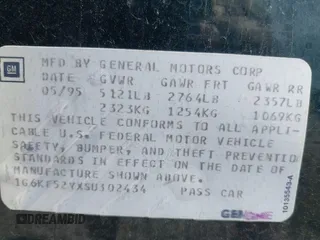 GM
MFD BY GENERAL MOTORS CORP
DATE GVWR GAWR FRT GAWR RR
05/95 5121LB 2764LB 2357LB
2323KG 1254KG 1069KG
THIS VEHICLE CONFORMS TO ALL APPLI-
CABLE U.S. FEDERAL MOTOR VEHICLE
SAFETY, BUMPER, AND THEFT PREVENTION
STANDARDS IN EFFECT ON THE DATE OF
MANUFACTURE SHOWN ABOVE.
1G6KF52YXSU302434 PASS CAR
DREAMBID